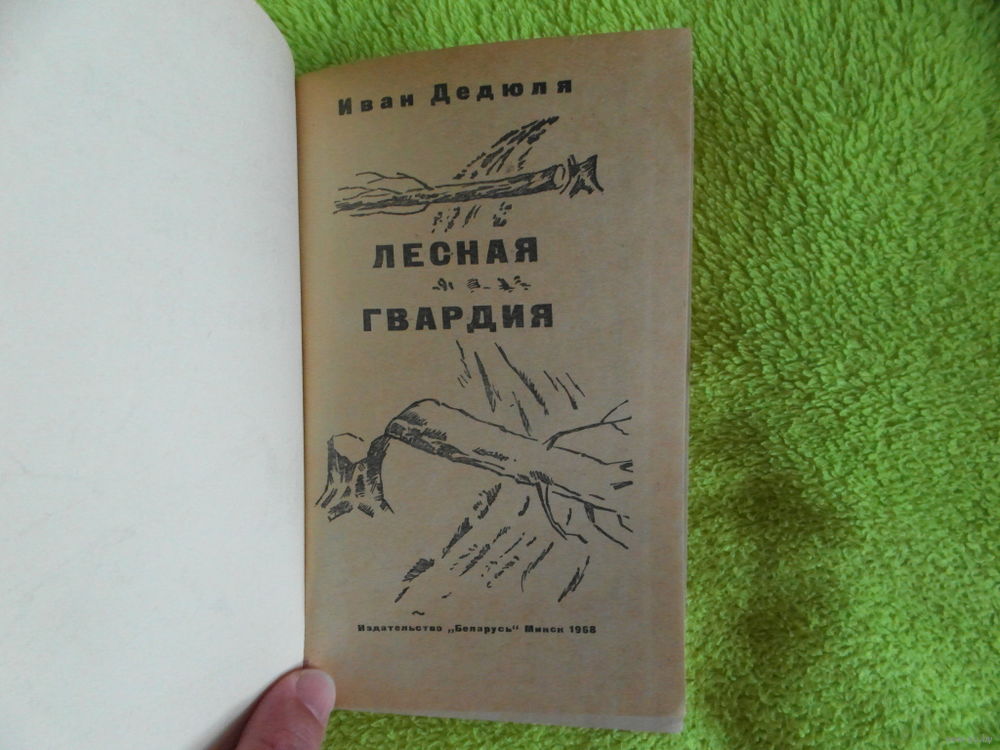 Иван Дедюля
ЛЕСНАЯ
ГВАРДИЯ
Издательство „Беларусь“ Минск 1968